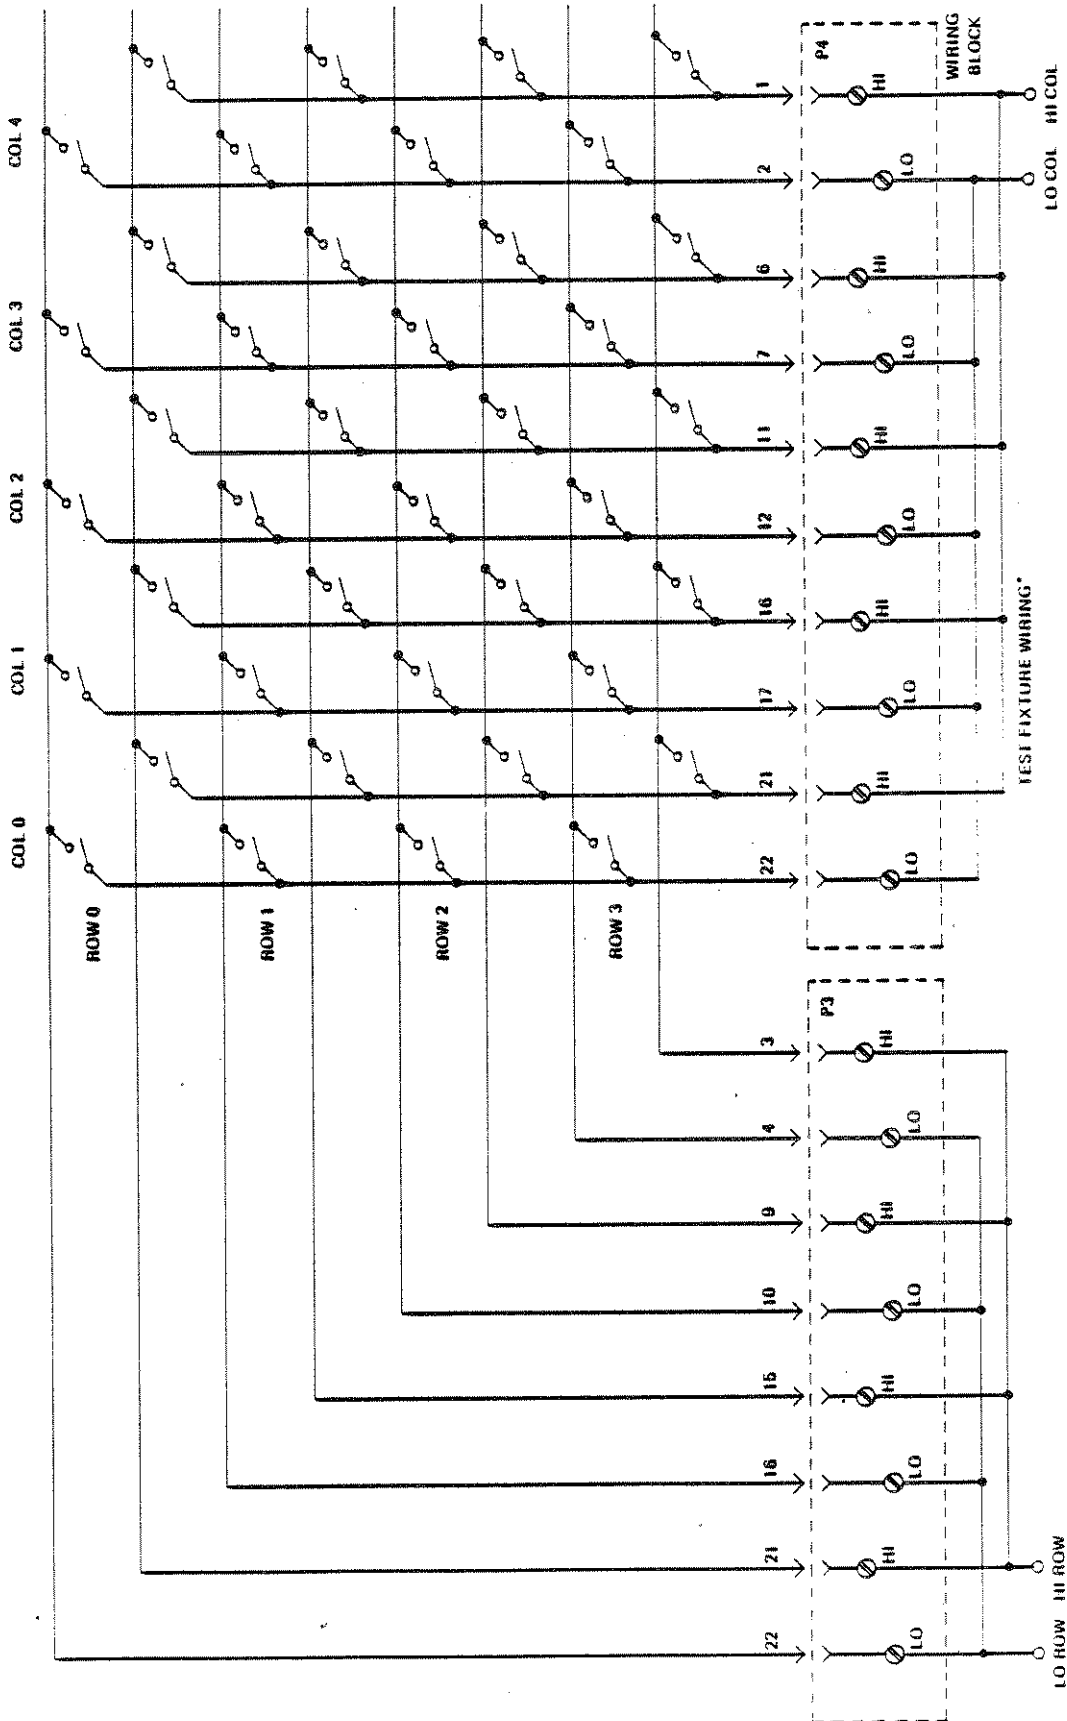 COL 0
COL 1
COL 2
COL 3
COL 4
ROW 0
ROW 1
ROW 2
ROW 3
22
21
16
15
10
9
4
3
22
21
17
16
12
11
7
6
2
1
P3
P4
LO
HI
LO
HI
LO
HI
LO
HI
LO
HI
LO
HI
LO
HI
LO
HI
LO
HI
WIRING
BLOCK
TEST FIXTURE WIRING*
LO ROW
HI ROW
LO COL
HI COL